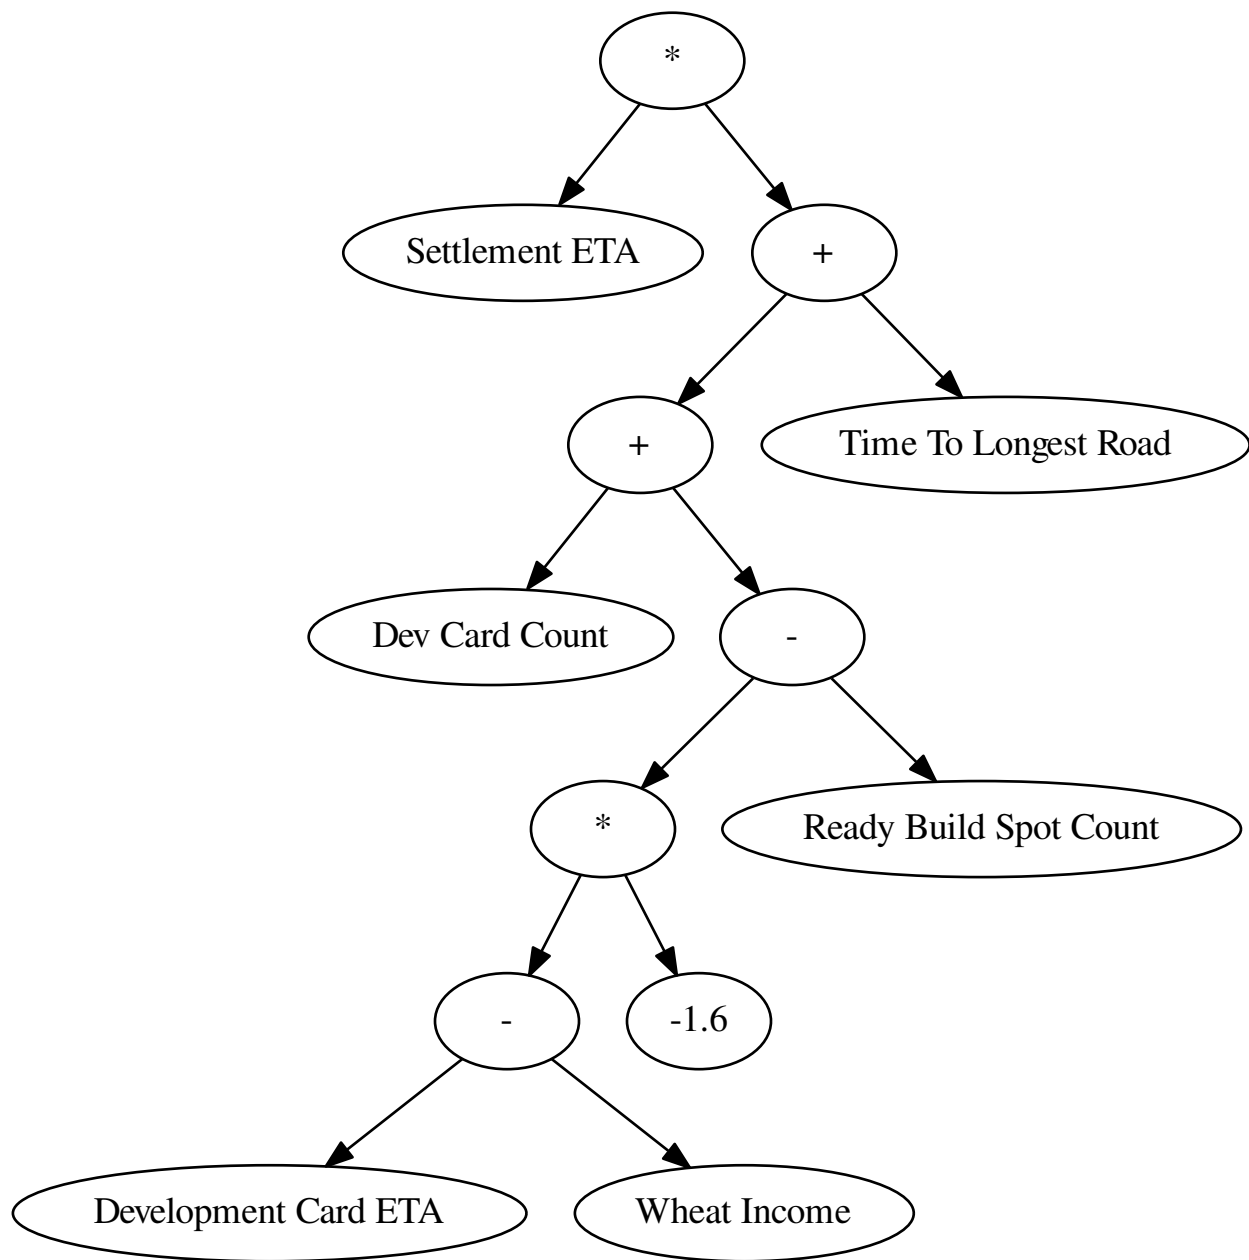 *
Settlement ETA
+
+
Time To Longest Road
Dev Card Count
-
*
Ready Build Spot Count
-
-1.6
Development Card ETA
Wheat Income